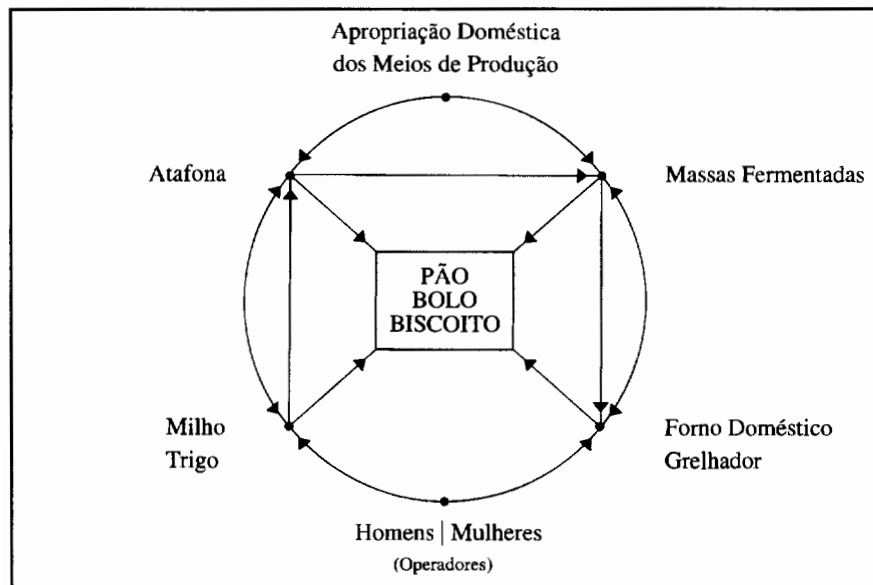 Apropriação Doméstica
dos Meios de Produção
Atafona
Massas Fermentadas
PÃO
BOLO
BISCOITO
Milho
Trigo
Forno Doméstico
Grelhador
Homens | Mulheres
(Operadores)